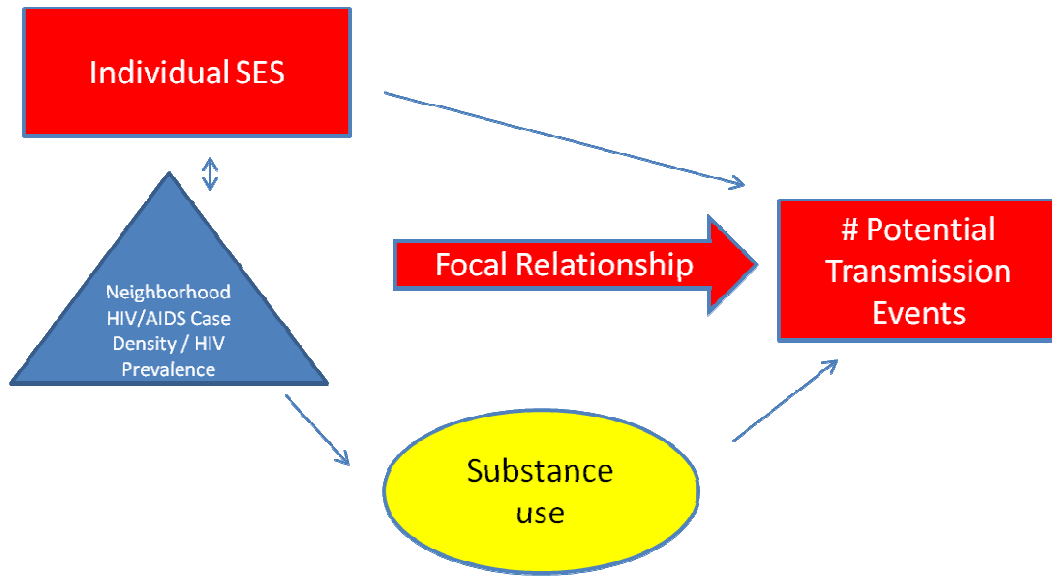 Individual SES
Neighborhood
HIV/AIDS Case
Density / HIV
Prevalence
Focal Relationship
# Potential
Transmission
Events
Substance
use